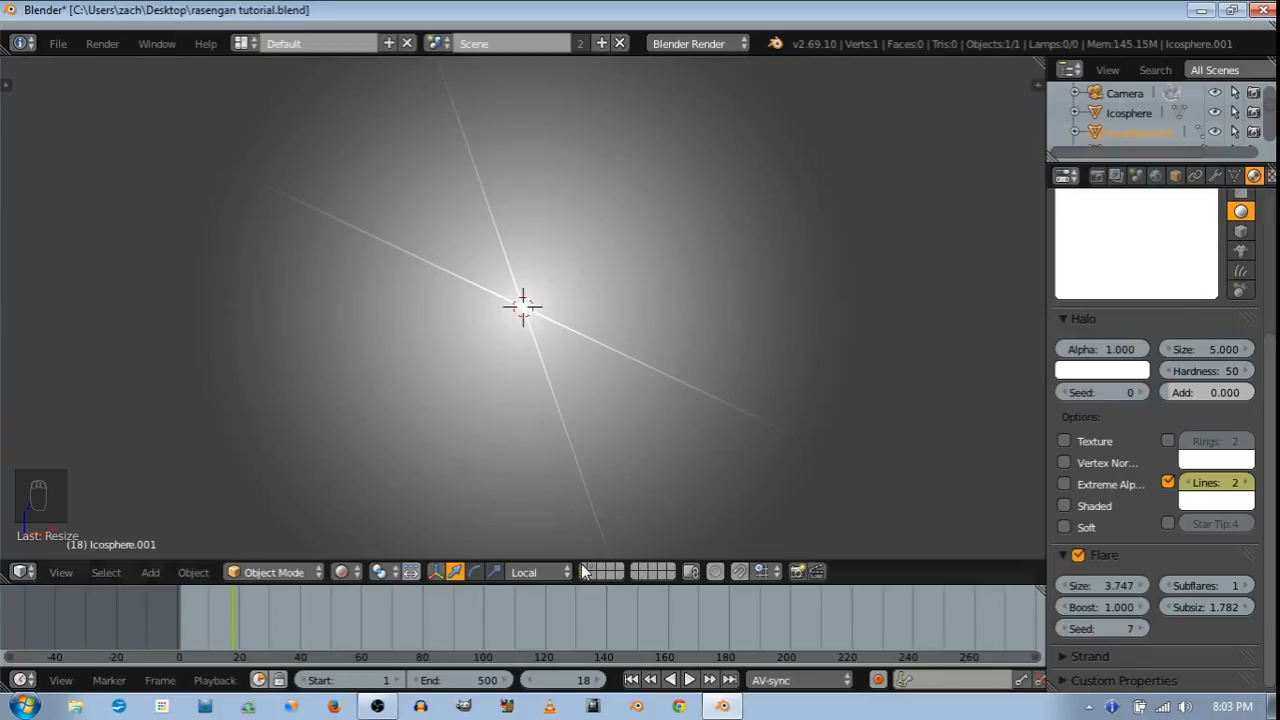 Blender* [C:\Users\zach\Desktop\rasengan tutorial.blend]
File Render Window Help Default Scene 2 Blender Render v2.69.10 | Verts:1 | Faces:0 | Tris:0 | Objects:1/1 | Lamps:0/0 | Mem:145.15M | Icosphere.001
View Search All Scenes
Camera
Icosphere
Icosphere.001
Halo
Alpha: 1.000 Size: 5.000
Hardness: 50
Seed: 0 Add: 0.000
Options:
Texture Rings: 2
Vertex Nor...
Extreme Alp... Lines: 2
Shaded
Soft Star Tip:4
Flare
Size: 3.747 Subflares: 1
Boost: 1.000 Subsiz: 1.782
Seed: 7
Strand
Custom Properties
Last: Resize
(18) Icosphere.001
View Select Add Object Object Mode Local
-40 -20 0 20 40 60 80 100 120 140 160 180 200 220 240 260
View Marker Frame Playback Start: 1 End: 500 18 AV-sync
8:03 PM